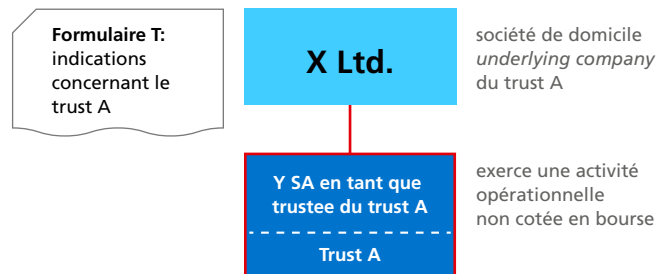 Formulaire T:
indications
concernant le
trust A
X Ltd.
société de domicile
underlying company
du trust A
Y SA en tant que
trustee du trust A
Trust A
exerce une activité
opérationnelle
non cotée en bourse